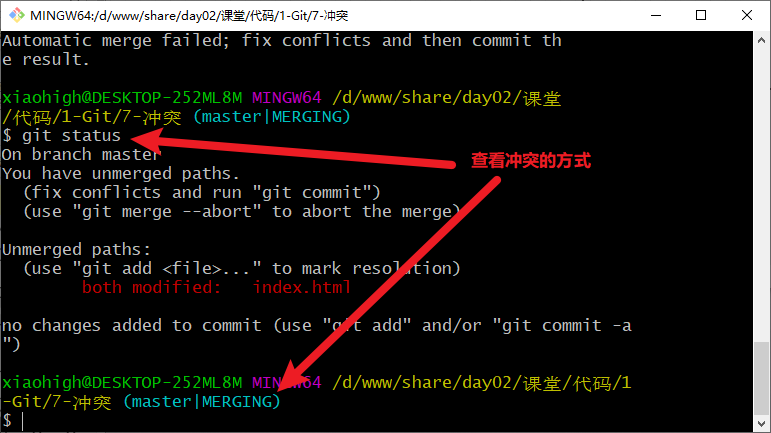 MINGW64:/d/www/share/day02/课堂/代码/1-Git/7-冲突
Automatic merge failed; fix conflicts and then commit th
e result.
xiaohigh@DESKTOP-252ML8M MINGW64 /d/www/share/day02/课堂
/代码/1-Git/7-冲突 (master|MERGING)
$ git status
On branch master
查看冲突的方式
You have unmerged paths.
  (fix conflicts and run "git commit")
  (use "git merge --abort" to abort the merge)
Unmerged paths:
  (use "git add <file>..." to mark resolution)
        both modified:   index.html
no changes added to commit (use "git add" and/or "git commit -a
")
xiaohigh@DESKTOP-252ML8M MINGW64 /d/www/share/day02/课堂/代码/1
-Git/7-冲突 (master|MERGING)
$